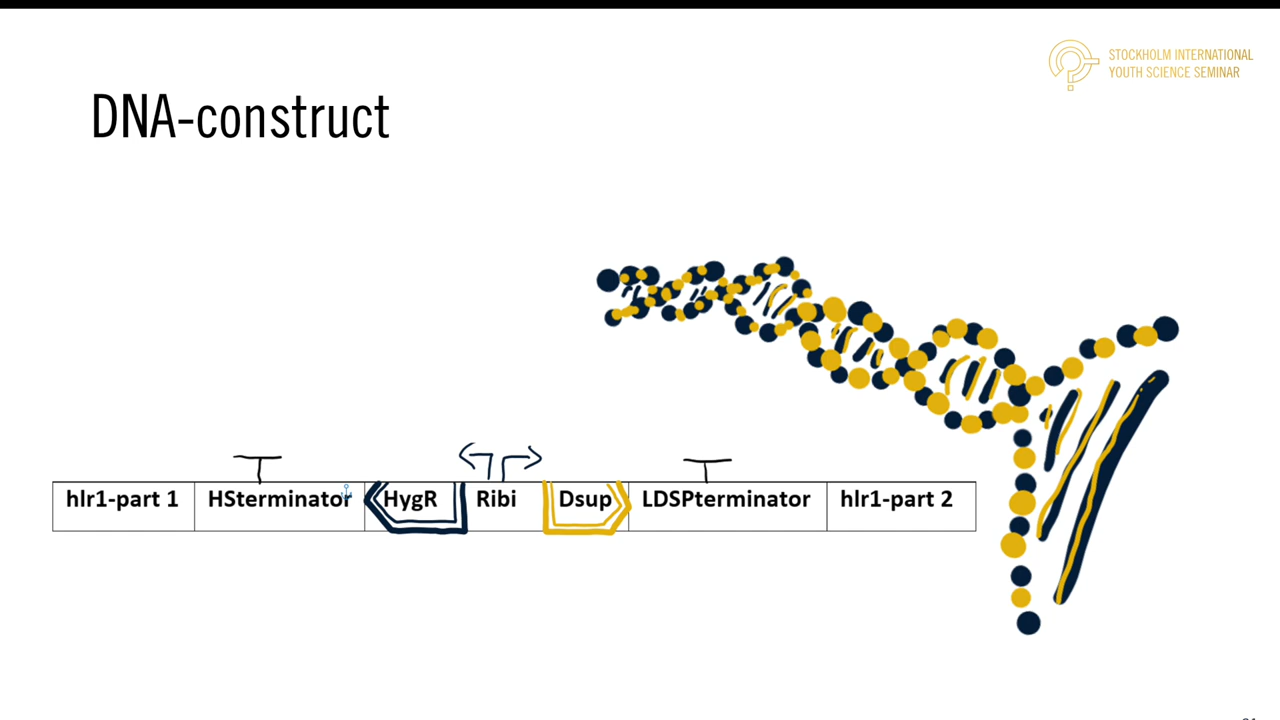 STOCKHOLM INTERNATIONAL
YOUTH SCIENCE SEMINAR
DNA-construct
hlr1-part 1 HSterminator HygR Ribi Dsup LDSPterminator hlr1-part 2